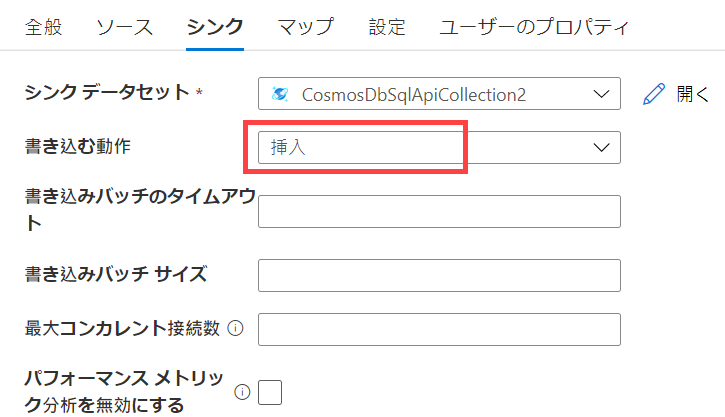 全般 ソース シンク マップ 設定 ユーザーのプロパティ
シンク データセット * CosmosDbSqlApiCollection2 開く
書き込む動作 挿入
書き込みバッチのタイムアウ
ト
書き込みバッチ サイズ
最大コンカレント接続数
パフォーマンス メトリッ
ク分析を無効にする